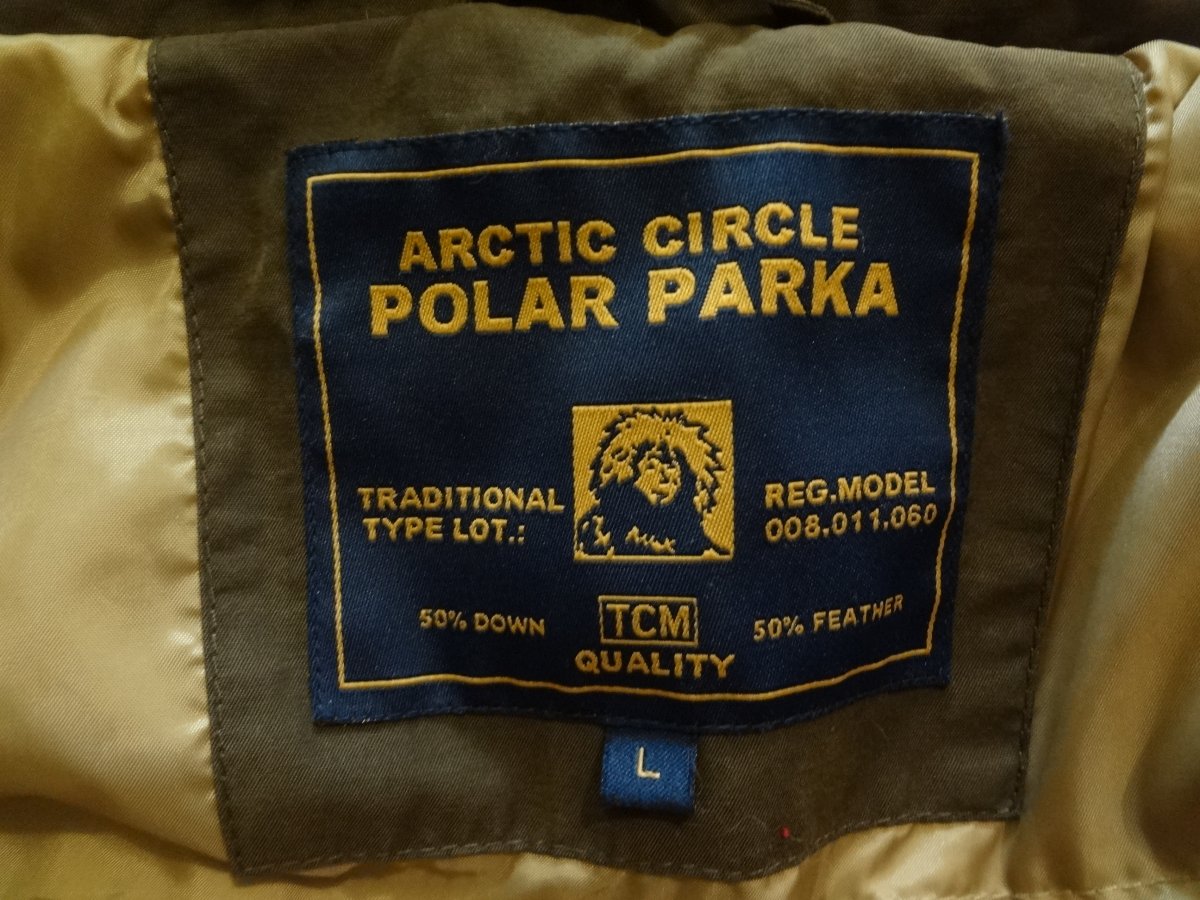 ARCTIC CIRCLE
POLAR PARKA
TRADITIONAL
TYPE LOT.:
REG.MODEL
008.011.060
50% DOWN
TCM
QUALITY
50% FEATHER
L